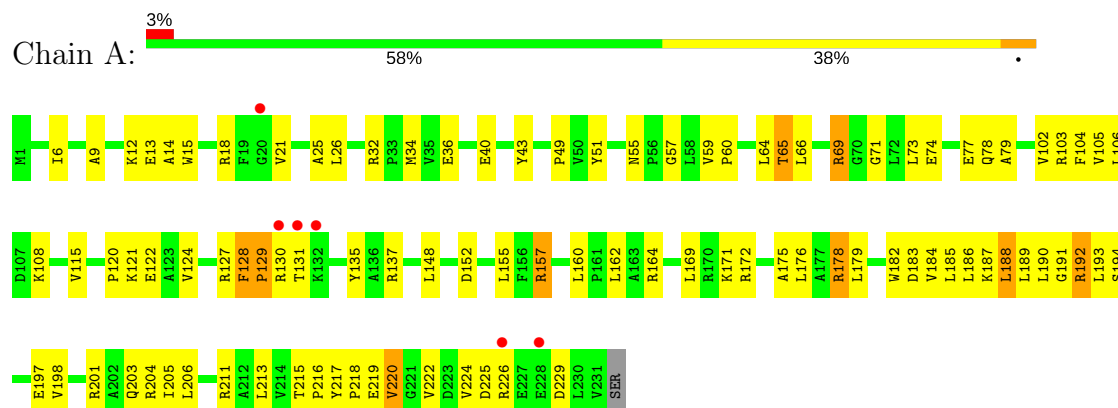 3%
Chain A:
58% 38% •
M1 I6 A9 K12 E13 A14 W15 R18 F19 G20 V21 A25 L26 R32 P33 M34 V35 E36 E40 Y43 P49 V50 Y51 N55 P56 G57 L58 V59 P60 L64 T65 L66 R69 G70 G71 L72 L73 E74 E77 Q78 A79 V102 R103 F104 V105 L106
D107 K108 V115 P120 K121 E122 A123 V124 R127 F128 P129 R130 T131 K132 Y135 A136 R137 L148 D152 L155 F156 R157 L160 P161 L162 A163 R164 L169 R170 K171 R172 A175 L176 A177 R178 L179 W182 D183 V184 L185 L186 K187 L188 L189 L190 G191 R192 L193 S194
E197 V198 R201 A202 Q203 R204 I205 L206 R211 A212 L213 V214 T215 P216 Y217 P218 E219 V220 G221 V222 D223 V224 D225 R226 E227 E228 D229 L230 V231 SER